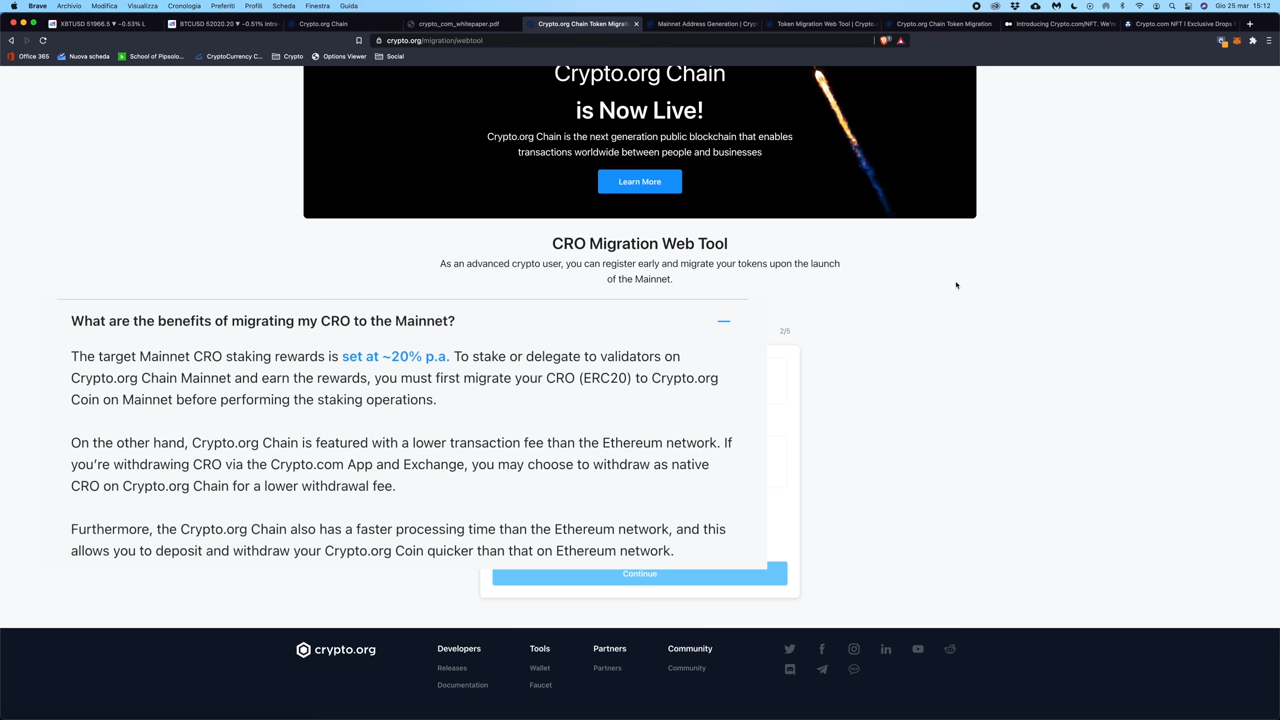 Brave Archivio Modifica Visualizza Cronologia Preferiti Profili Scheda Finestra Guida Gio 25 mar 15:12
XBTUSD 51966.5 ▼ −0.53% L
BTCUSD 52020.20 ▼ −0.51% Intra
Crypto.org Chain
crypto_com_whitepaper.pdf
Crypto.org Chain Token Migrati
Mainnet Address Generation | Cryp
Token Migration Web Tool | Crypto.
Crypto.org Chain Token Migration
Introducing Crypto.com/NFT. We're
Crypto.com NFT | Exclusive Drops
crypto.org/migration/webtool
Office 365 Nuova scheda School of Pipsolo... CryptoCurrency C... Crypto Options Viewer Social
Crypto.org Chain
is Now Live!
Crypto.org Chain is the next generation public blockchain that enables
transactions worldwide between people and businesses
Learn More
CRO Migration Web Tool
As an advanced crypto user, you can register early and migrate your tokens upon the launch
of the Mainnet.
2/5
What are the benefits of migrating my CRO to the Mainnet?
The target Mainnet CRO staking rewards is set at ~20% p.a. To stake or delegate to validators on
Crypto.org Chain Mainnet and earn the rewards, you must first migrate your CRO (ERC20) to Crypto.org
Coin on Mainnet before performing the staking operations.
On the other hand, Crypto.org Chain is featured with a lower transaction fee than the Ethereum network. If
you’re withdrawing CRO via the Crypto.com App and Exchange, you may choose to withdraw as native
CRO on Crypto.org Chain for a lower withdrawal fee.
Furthermore, the Crypto.org Chain also has a faster processing time than the Ethereum network, and this
allows you to deposit and withdraw your Crypto.org Coin quicker than that on Ethereum network.
Continue
crypto.org
Developers Tools Partners Community
Releases Wallet Partners Community
Documentation Faucet